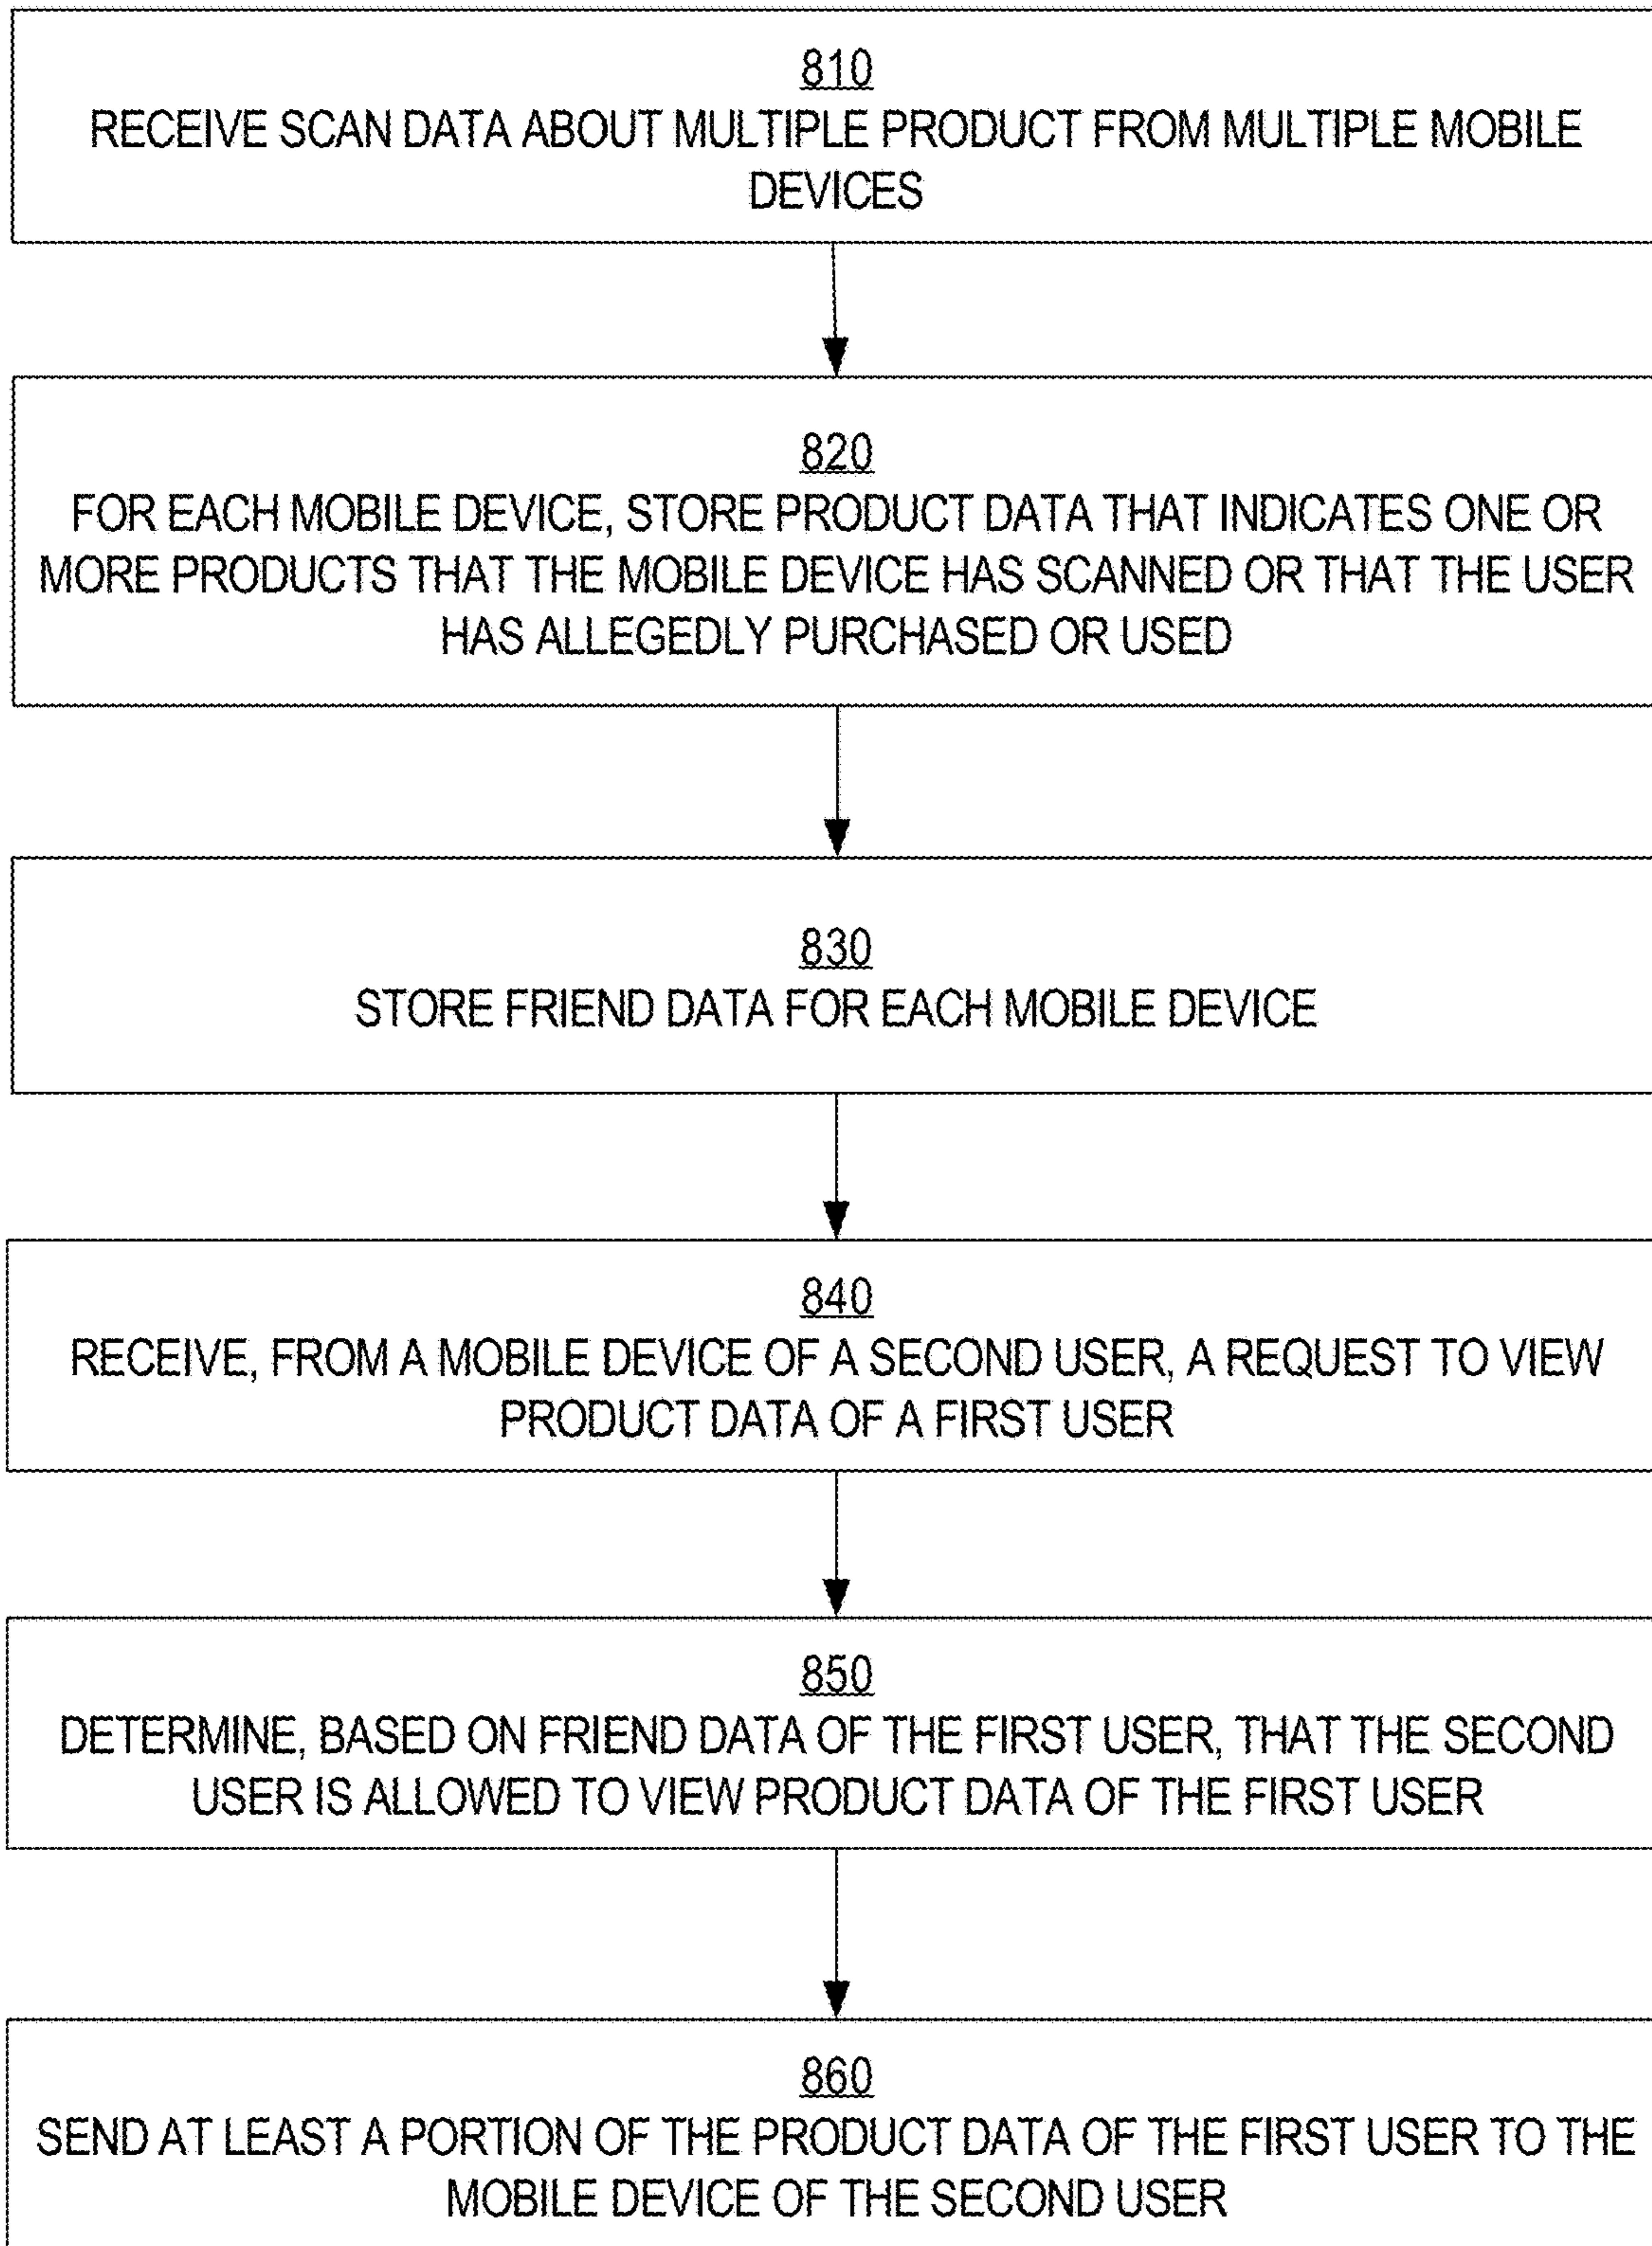 810
RECEIVE SCAN DATA ABOUT MULTIPLE PRODUCT FROM MULTIPLE MOBILE
DEVICES
820
FOR EACH MOBILE DEVICE, STORE PRODUCT DATA THAT INDICATES ONE OR
MORE PRODUCTS THAT THE MOBILE DEVICE HAS SCANNED OR THAT THE USER
HAS ALLEGEDLY PURCHASED OR USED
830
STORE FRIEND DATA FOR EACH MOBILE DEVICE
840
RECEIVE, FROM A MOBILE DEVICE OF A SECOND USER, A REQUEST TO VIEW
PRODUCT DATA OF A FIRST USER
850
DETERMINE, BASED ON FRIEND DATA OF THE FIRST USER, THAT THE SECOND
USER IS ALLOWED TO VIEW PRODUCT DATA OF THE FIRST USER
860
SEND AT LEAST A PORTION OF THE PRODUCT DATA OF THE FIRST USER TO THE
MOBILE DEVICE OF THE SECOND USER